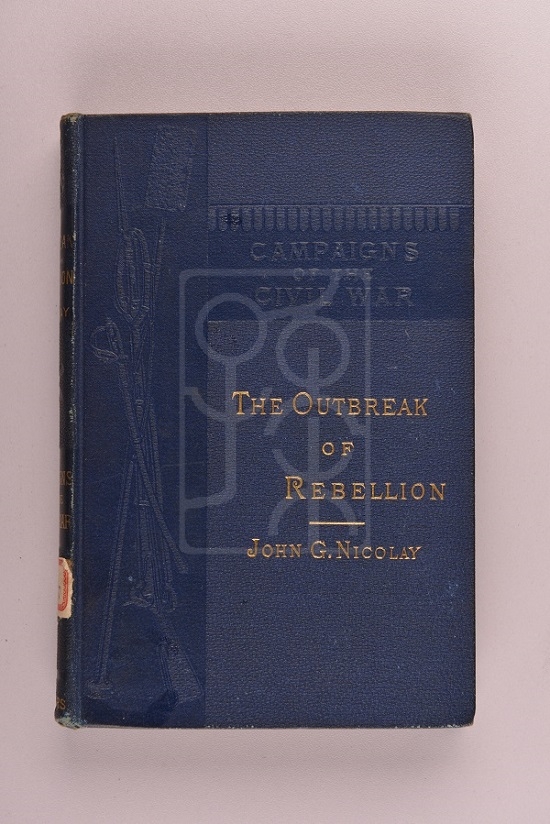 CAMPAIGNS
OF THE
CIVIL WAR
THE OUTBREAK
OF
REBELLION
JOHN G. NICOLAY